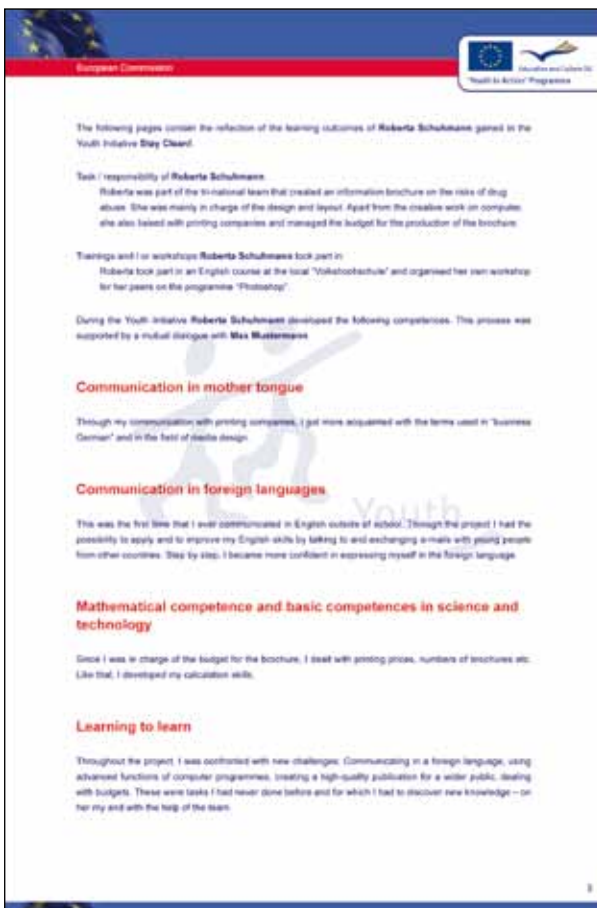 European Commission
Education and Culture DG
"Youth in Action" Programme
The following pages contain the reflection of the learning outcomes of Roberta Schuhmann gained in the
Youth Initiative Stay Clean!.
Task / responsibility of Roberta Schuhmann:
Roberta was part of the tri-national team that created an information brochure on the risks of drug
abuse. She was mainly in charge of the design and layout. Apart from the creative work on computer,
she also liaised with printing companies and managed the budget for the production of the brochure.
Trainings and / or workshops Roberta Schuhmann took part in:
Roberta took part in an English course at the local "Volkshochschule" and organised her own workshop
for her peers on the programme "Photoshop".
During the Youth Initiative Roberta Schuhmann developed the following competences. This process was
supported by a mutual dialogue with Max Mustermann.
Communication in mother tongue
Through my communication with printing companies, I got more acquainted with the terms used in "business
German" and in the field of media design.
Communication in foreign languages
Youth
This was the first time that I ever communicated in English outside of school. Through the project I had the
possibility to apply and to improve my English skills by talking to and exchanging e-mails with young people
from other countries. Step by step, I became more confident in expressing myself in the foreign language.
Mathematical competence and basic competences in science and
technology
Since I was in charge of the budget for the brochure, I dealt with printing prices, numbers of brochures etc.
Like that, I developed my calculation skills.
Learning to learn
Throughout the project, I was confronted with new challenges: Communicating in a foreign language, using
advanced functions of computer programmes, creating a high-quality publication for a wider public, dealing
with budgets. These were tasks I had never done before and for which I had to discover new knowledge – on
her my and with the help of the team.